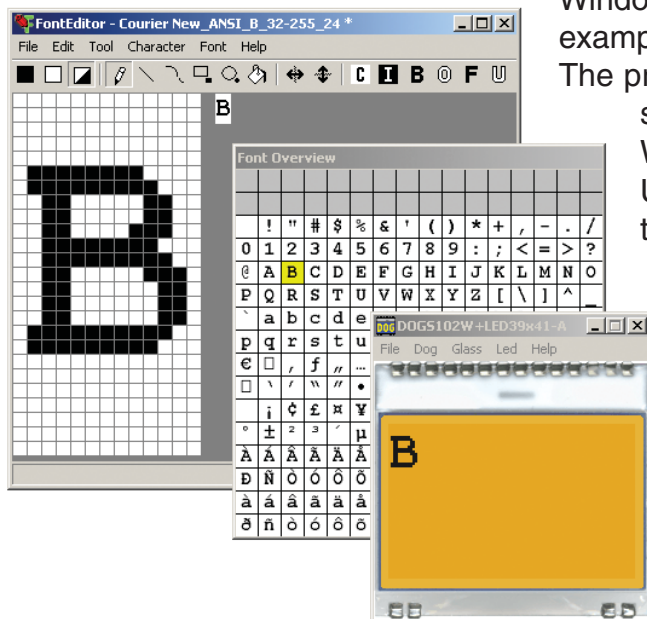 FontEditor - Courier New_ANSI_B_32-255_24 *
File Edit Tool Character Font Help
C I B O F U
B
Windo
examp
The pr
s
Font Overview
! " # $ % & ' ( ) * + , - . /
0 1 2 3 4 5 6 7 8 9 : ; < = > ?
@ A B C D E F G H I J K L M N O
P Q R S T U V W X Y Z [ \ ] ^ _
` a b c d e
p q r s t u
€ ƒ „ …
•
¡ ¢ £ ¤ ¥
° ± ² ³ ´ µ
À Á Â Ã Ä Å
Ð Ñ Ò Ó Ô Õ
à á â ã ä å
ð ñ ò ó ô õ
DOG DOGS102W+LED39x41-A
File Dog Glass Led Help
B